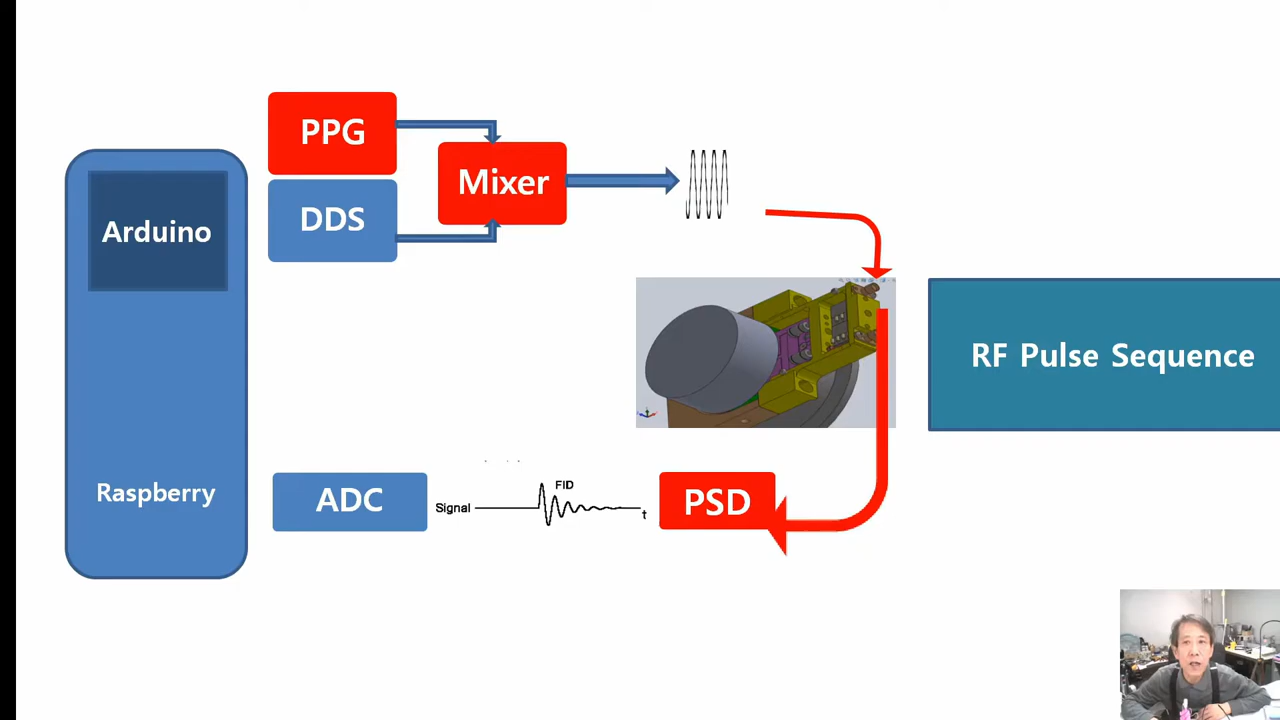 PPG
DDS
Mixer
Arduino
RF Pulse Sequence
Raspberry
ADC
Signal
FID
t
PSD